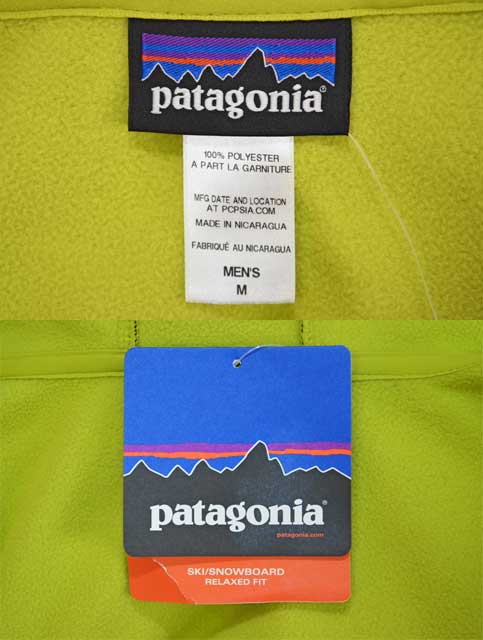 patagonia®
100% POLYESTER
A PART LA GARNITURE
MFG DATE AND LOCATION
AT PCPSIA.COM
MADE IN NICARAGUA
FABRIQUÉ AU NICARAGUA
MEN'S
M
patagonia®
patagonia.com
SKI/SNOWBOARD
RELAXED FIT